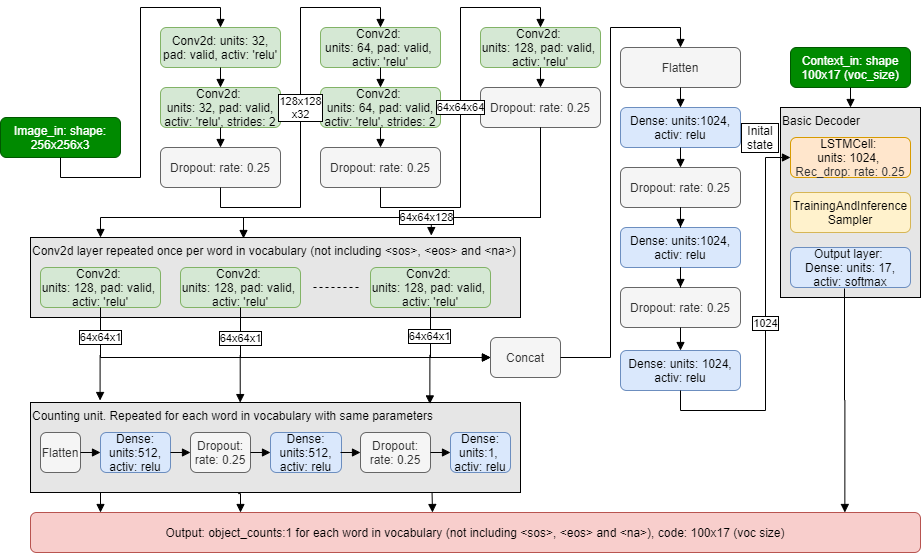 Image_in: shape:
256x256x3
Conv2d: units: 32,
pad: valid, activ: 'relu'
Conv2d:
units: 32, pad: valid,
activ: 'relu', strides: 2
Dropout: rate: 0.25
128x128
x32
Conv2d:
units: 64, pad: valid,
activ: 'relu'
Conv2d:
units: 64, pad: valid,
activ: 'relu', strides: 2
Dropout: rate: 0.25
64x64x64
Conv2d:
units: 128, pad: valid,
activ: 'relu'
Dropout: rate: 0.25
64x64x128
Conv2d layer repeated once per word in vocabulary (not including <sos>, <eos> and <na>)
Conv2d:
units: 128, pad: valid,
activ: 'relu'
Conv2d:
units: 128, pad: valid,
activ: 'relu'
--------
Conv2d:
units: 128, pad: valid,
activ: 'relu'
64x64x1
64x64x1
64x64x1
Concat
Flatten
Dense: units:1024,
activ: relu
Dropout: rate: 0.25
Dense: units:1024,
activ: relu
Dropout: rate: 0.25
Dense: units: 1024,
activ: relu
1024
Inital
state
Context_in: shape
100x17 (voc_size)
Basic Decoder
LSTMCell:
units: 1024,
Rec_drop: rate: 0.25
TrainingAndInference
Sampler
Output layer:
Dense: units: 17,
activ: softmax
Counting unit. Repeated for each word in vocabulary with same parameters
Flatten
Dense:
units:512,
activ: relu
Dropout:
rate: 0.25
Dense:
units:512,
activ: relu
Dropout:
rate: 0.25
Dense:
units:1,
activ: relu
Output: object_counts:1 for each word in vocabulary (not including <sos>, <eos> and <na>), code: 100x17 (voc size)